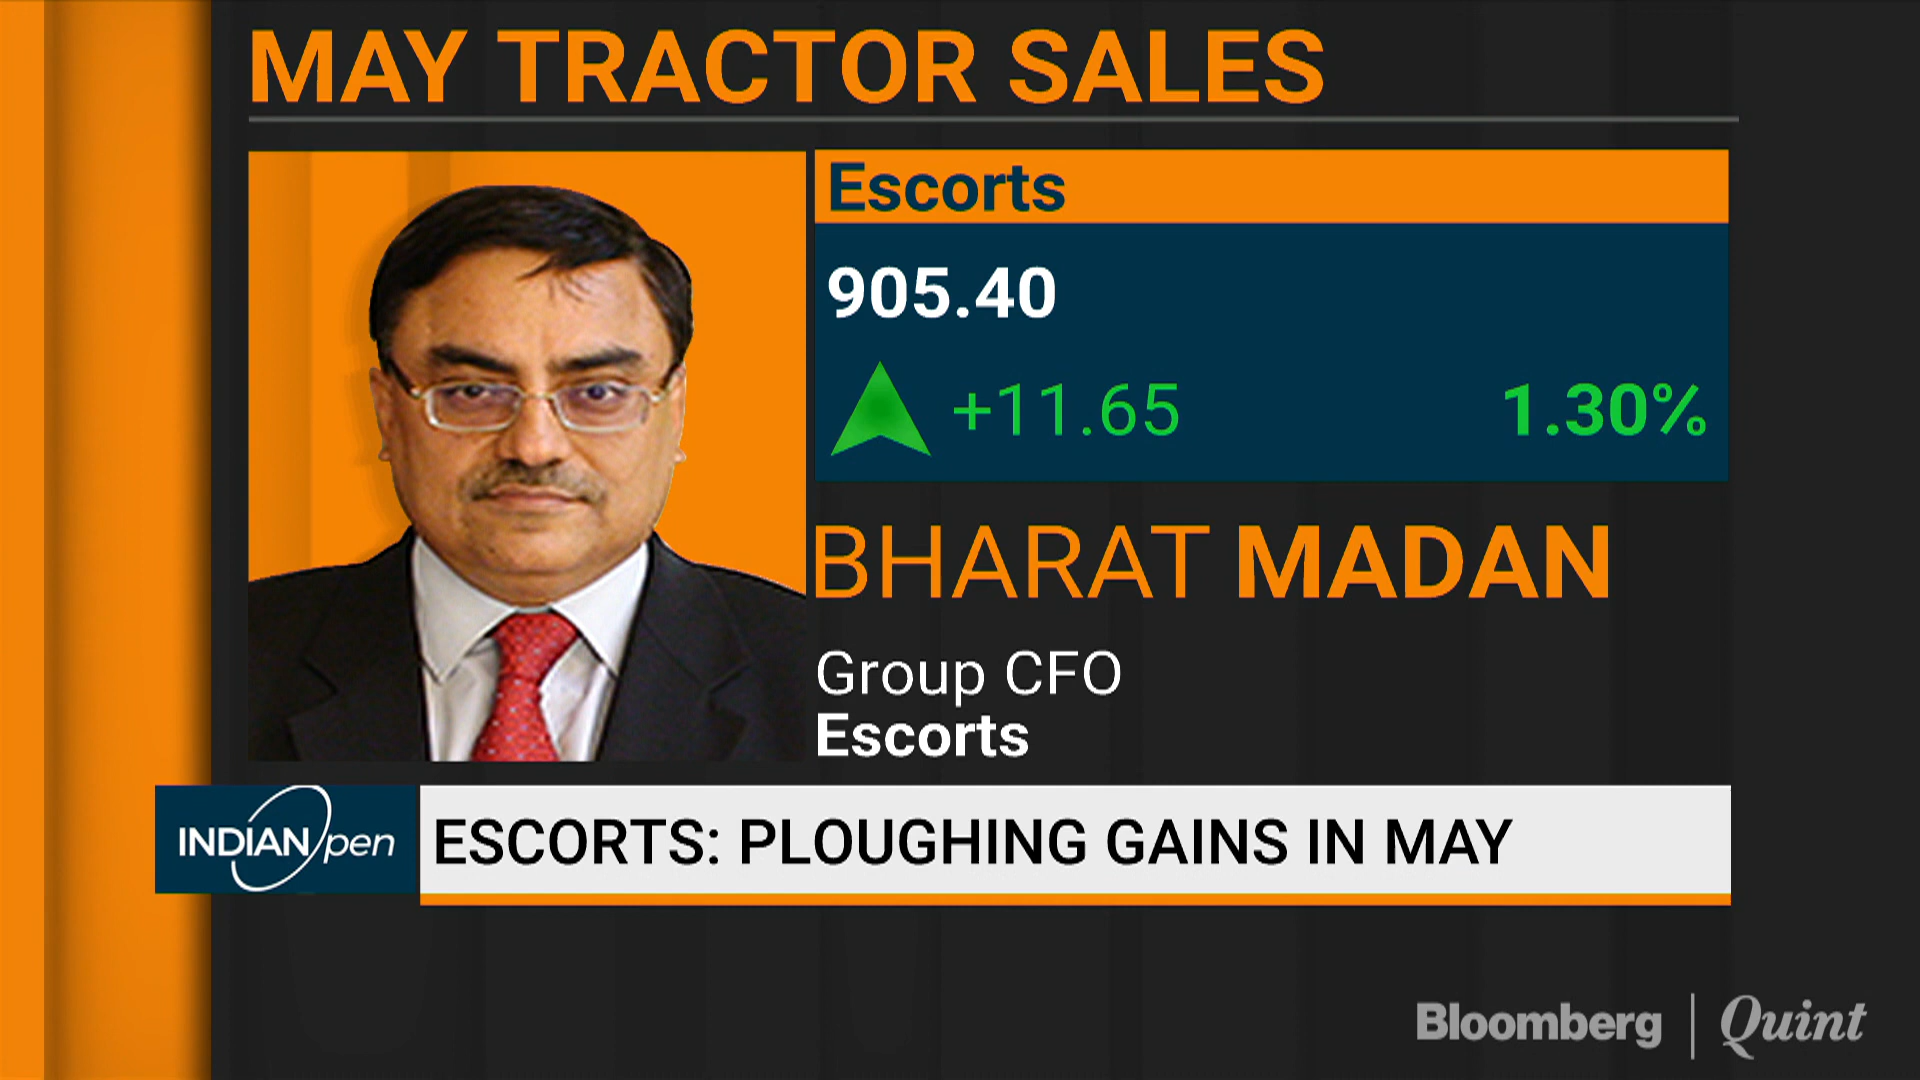 MAY TRACTOR SALES
Escorts
905.40
+11.65 1.30%
BHARAT MADAN
Group CFO
Escorts
INDIAN Open ESCORTS: PLOUGHING GAINS IN MAY
Bloomberg | Quint